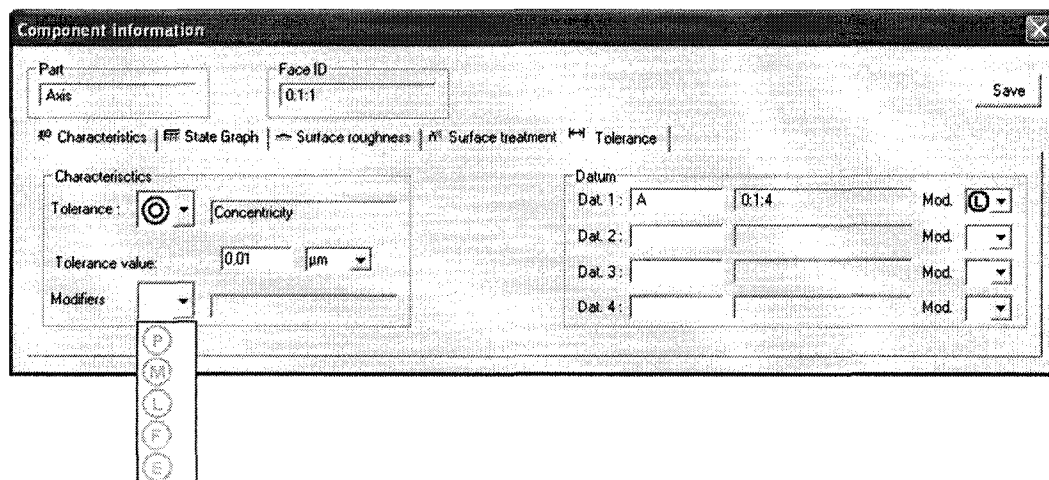 Component Information
Part
Face ID
Axis
0:1:1
Save
Characteristics
State Graph
Surface roughness
Surface treatment
Tolerance
Characterisctics
Tolerance :
Concentricity
Tolerance value:
0.01
µm
Modifiers
P
M
L
F
E
Datum
Dat. 1 : A 0:1:4 Mod. L
Dat. 2 : Mod.
Dat. 3 : Mod.
Dat. 4 : Mod.